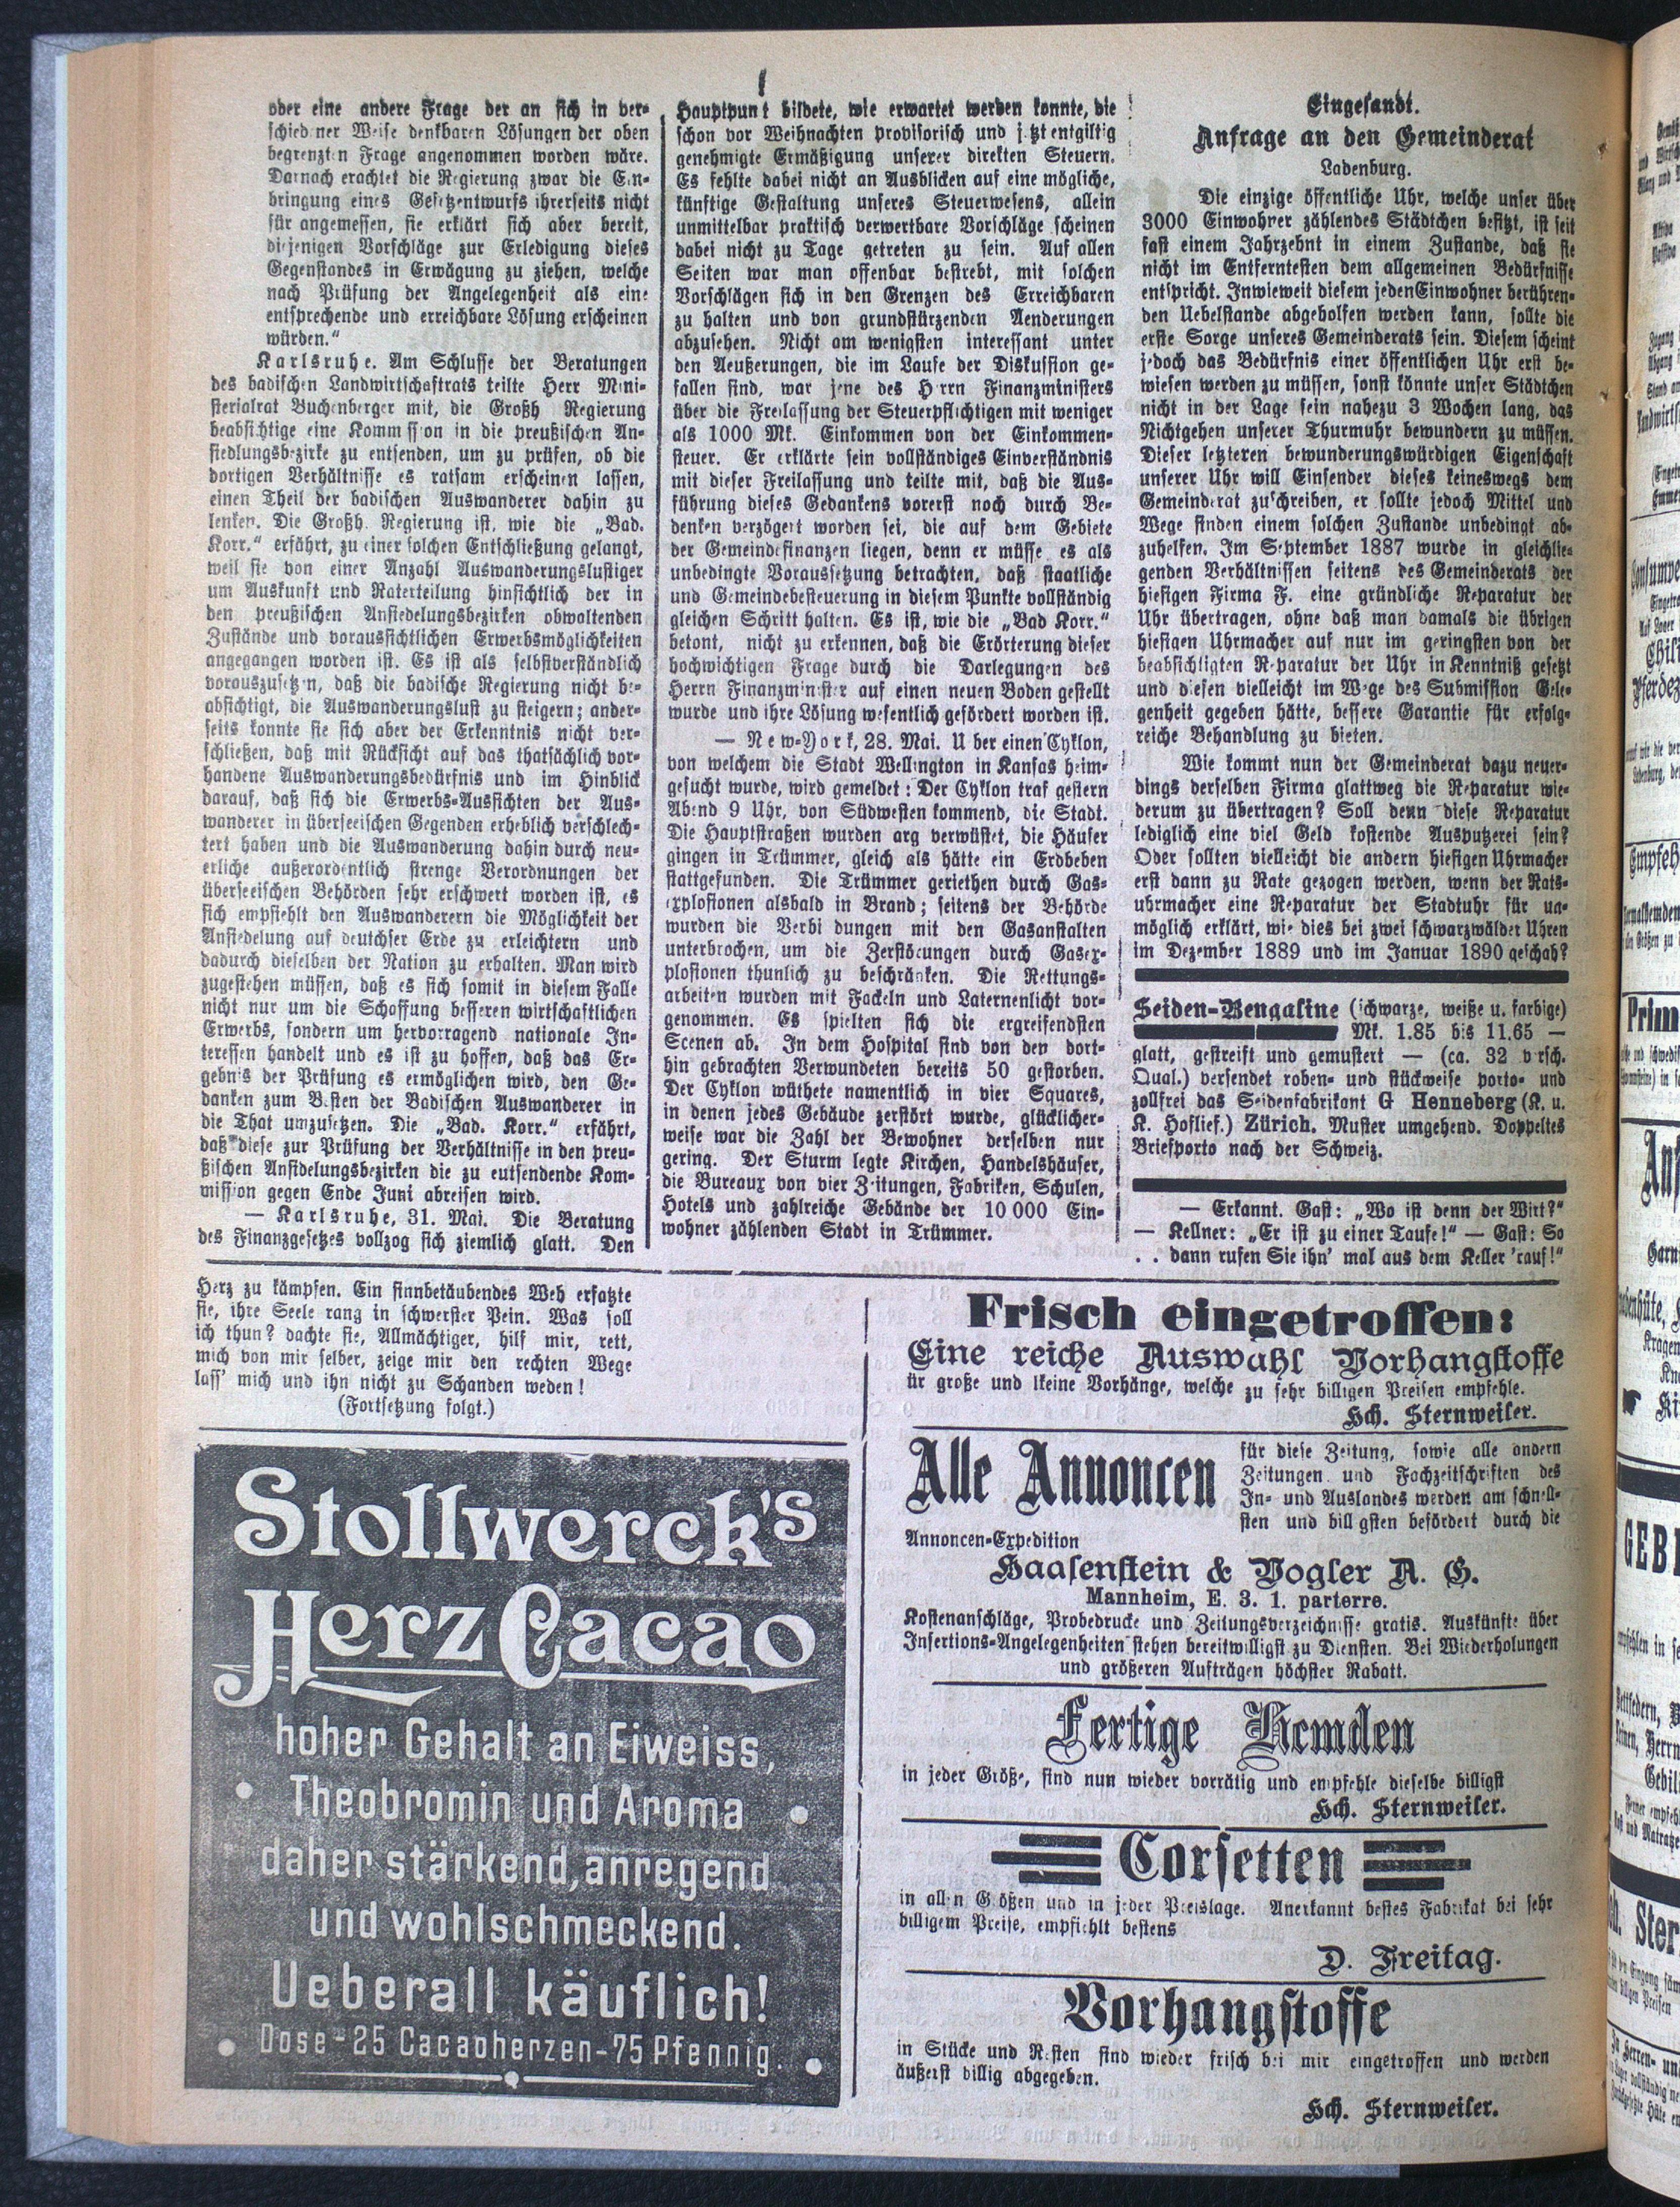 oder eine andere Frage der an sich in ver-
schied ner Weise denkbaren Lösungen der oben
begrenzten Frage angenommen worden wäre.
Darnach erachtet die Regierung zwar die Ein-
bringung eines Gesetzentwurfs ihrerseits nicht
für angemessen, sie erklärt sich aber bereit,
diejenigen Vorschläge zur Erledigung dieses
Gegenstandes in Erwägung zu ziehen, welche
nach Prüfung der Angelegenheit als eine
entsprechende und erreichbare Lösung erscheinen
würden."
Karlsruhe. Am Schlusse der Beratungen
des badischen Landwirtschaftrats teilte Herr Mini-
sterialrat Buchenberger mit, die Großh Regierung
beabsichtige eine Kommission in die preußischen An-
siedlungsbezirke zu entsenden, um zu prüfen, ob die
dortigen Verhältnisse es ratsam erscheinen lassen,
einen Theil der badischen Auswanderer dahin zu
lenken. Die Großh. Regierung ist, wie die „Bad.
Korr." erfährt, zu einer solchen Entschließung gelangt,
weil sie von einer Anzahl Auswanderungslustiger
um Auskunft und Raterteilung hinsichtlich der in
den preußischen Ansiedelungsbezirken obwaltenden
Zustände und voraussichtlichen Erwerbsmöglichkeiten
angegangen worden ist. Es ist als selbstverständlich
vorauszusetzen, daß die badische Regierung nicht be-
absichtigt, die Auswanderungslust zu steigern; ander-
seits konnte sie sich aber der Erkenntnis nicht ver-
schließen, daß mit Rücksicht auf das thatsächlich vor-
handene Auswanderungsbedürfnis und im Hinblick
darauf, daß sich die Erwerbs-Aussichten der Aus-
wanderer in überseeischen Gegenden erheblich verschlech-
tert haben und die Auswanderung dahin durch neu-
erliche außerordentlich strenge Verordnungen der
überseeischen Behörden sehr erschwert worden ist, es
sich empfiehlt den Auswanderern die Möglichkeit der
Ansiedelung auf deutchser Erde zu erleichtern und
dadurch dieselben der Nation zu erhalten. Man wird
zugestehen müssen, daß es sich somit in diesem Falle
nicht nur um die Schaffung besseren wirtschaftlichen
Erwerbs, sondern um hervorragend nationale In-
teressen handelt und es ist zu hoffen, daß das Er-
gebnis der Prüfung es ermöglichen wird, den Ge-
danken zum Besten der Badischen Auswanderer in
die That umzusetzen. Die „Bad. Korr." erfährt,
daß diese zur Prüfung der Verhältnisse in den preu-
ßischen Ansidelungsbezirken die zu eutsendende Kom-
mission gegen Ende Juni abreisen wird.
— Karlsruhe, 31. Mai. Die Beratung
des Finanzgesetzes vollzog sich ziemlich glatt. Den
Hauptpunkt bildete, wie erwartet werden konnte, die
schon vor Weihnachten provisorisch und jetzt entgiltig
genehmigte Ermäßigung unserer direkten Steuern.
Es fehlte dabei nicht an Ausblicken auf eine mögliche,
künftige Gestaltung unseres Steuerwesens, allein
unmittelbar praktisch verwertbare Vorschläge scheinen
dabei nicht zu Tage getreten zu sein. Auf allen
Seiten war man offenbar bestrebt, mit solchen
Vorschlägen sich in den Grenzen des Erreichbaren
zu halten und von grundstürzenden Aenderungen
abzusehen. Nicht am wenigsten interessant unter
den Aeußerungen, die im Laufe der Diskussion ge-
fallen sind, war jene des Herrn Finanzministers
über die Freilassung der Steuerpflichtigen mit weniger
als 1000 Mk. Einkommen von der Einkommen-
steuer. Er erklärte sein vollständiges Einverständnis
mit dieser Freilassung und teilte mit, daß die Aus-
führung dieses Gedankens vorerst noch durch Be-
denken verzögert worden sei, die auf dem Gebiete
der Gemeindefinanzen liegen, denn er müsse es als
unbedingte Voraussetzung betrachten, daß staatliche
und Gemeindebesteuerung in diesem Punkte vollständig
gleichen Schritt halten. Es ist, wie die „Bad Korr."
betont, nicht zu erkennen, daß die Erörterung dieser
hochwichtigen Frage durch die Darlegungen des
Herrn Finanzminister auf einen neuen Boden gestellt
wurde und ihre Lösung wesentlich gefördert worden ist.
— New-York, 28. Mai. U ber einen Cyklon,
von welchem die Stadt Wellington in Kansas heim-
gesucht wurde, wird gemeldet: Der Cyklon traf gestern
Abend 9 Uhr, von Südwesten kommend, die Stadt.
Die Hauptstraßen wurden arg verwüstet, die Häuser
gingen in Trümmer, gleich als hätte ein Erdbeben
stattgefunden. Die Trümmer geriethen durch Gas-
explosionen alsbald in Brand; seitens der Behörde
wurden die Verbi dungen mit den Gasanstalten
unterbrochen, um die Zerstörungen durch Gasex-
plosionen thunlich zu beschränken. Die Rettungs-
arbeiten wurden mit Fackeln und Laternenlicht vor-
genommen. Es spielten sich die ergreifendsten
Scenen ab. In dem Hospital sind von den dort-
hin gebrachten Verwundeten bereits 50 gestorben.
Der Cyklon wüthete namentlich in vier Squares,
in denen jedes Gebäude zerstört wurde, glücklicher-
weise war die Zahl der Bewohner derselben nur
gering. Der Sturm legte Kirchen, Handelshäuser,
die Bureaux von vier Zeitungen, Fabriken, Schulen,
Hotels und zahlreiche Gebände der 10 000 Ein-
wohner zählenden Stadt in Trümmer.
Eingesandt.
Anfrage an den Gemeinderat
Ladenburg.
Die einzige öffentliche Uhr, welche unser über
3000 Einwohner zählendes Städtchen besitzt, ist seit
fast einem Jahrzehnt in einem Zustande, daß sie
nicht im Entferntesten dem allgemeinen Bedürfnisse
entspricht. Inwieweit diesem jeden Einwohner berühren-
den Uebelstande abgeholfen werden kann, sollte die
erste Sorge unseres Gemeinderats sein. Diesem scheint
jedoch das Bedürfnis einer öffentlichen Uhr erst be-
wiesen werden zu müssen, sonst könnte unser Städtchen
nicht in der Lage sein nahezu 3 Wochen lang, das
Nichtgehen unserer Thurmuhr bewundern zu müssen.
Dieser letzteren bewunderungswürdigen Eigenschaft
unserer Uhr will Einsender dieses keineswegs dem
Gemeinderat zuschreiben, er sollte jedoch Mittel und
Wege finden einem solchen Zustande unbedingt ab-
zuhelfen. Im September 1887 wurde in gleichlie-
genden Verhältnissen seitens des Gemeinderats der
hiesigen Firma F. eine gründliche Reparatur der
Uhr übertragen, ohne daß man damals die übrigen
hiesigen Uhrmacher auf nur im geringsten von der
beabsichligten Reparatur der Uhr in Kenntniß gesetzt
und diesen vielleicht im Wege des Submission Gele-
genheit gegeben hätte, bessere Garantie für erfolg-
reiche Behandlung zu bieten.
Wie kommt nun der Gemeinderat dazu neuer-
dings derselben Firma glattweg die Reparatur wie-
derum zu übertragen? Soll denn diese Reparatur
lediglich eine viel Geld kostende Ausputzerei sein?
Oder sollten vielleicht die andern hiesigen Uhrmacher
erst dann zu Rate gezogen werden, wenn der Rats-
uhrmacher eine Reparatur der Stadtuhr für un-
möglich erklärt, wie dies bei zwei schwarzwälder Uhren
im Dezember 1889 und im Januar 1890 geschah?
Seiden-Bengaline (schwarze, weiße u. farbige)
Mk. 1.85 bis 11.65 —
glatt, gestreift und gemustert — (ca. 32 v rsch.
Qual.) versendet roben- und stückweise porto- und
zollfrei das Seidenfabrikant G Henneberg (K. u.
K. Hoflief.) Zürich. Muster umgehend. Doppeltes
Briefporto nach der Schweiz.
— Erkannt. Gast: „Wo ist denn der Wirt?"
— Kellner: „Er ist zu einer Taufe!" — Gast: So
. . dann rufen Sie ihn' mal aus dem Keller 'rauf!"
Herz zu kämpfen. Ein sinnbetäubendes Weh erfaßte
sie, ihre Seele rang in schwerster Pein. Was soll
ich thun? dachte sie, Allmächtiger, hilf mir, rett,
mich von mir selber, zeige mir den rechten Wege
lass' mich und ihn nicht zu Schanden weden!
(Fortsetzung folgt.)
Stollwerck's
Herz Cacao
hoher Gehalt an Eiweiss,
Theobromin und Aroma
daher stärkend, anregend
und wohlschmeckend.
Ueberall käuflich!
Dose = 25 Cacaoherzen - 75 Pfennig.
Frisch eingetroffen:
Eine reiche Auswahl Vorhangstoffe
ür große und lkeine Vorhänge, welche zu sehr billigen Preisen empfehle.
Hch. Sternweiler.
Alle Annoncen
für diese Zeitung, sowie alle andern
Zeitungen und Fachzeitschriften des
In- und Auslandes werden am schnell-
sten und billigsten befördert durch die
Annoncen-Expedition
Haasenstein & Vogler A. G.
Mannheim, E. 3. 1. parterre.
Kostenanschläge, Probedrucke und Zeitungsverzeichnisse gratis. Auskünfte über
Insertions-Angelegenheiten stehen bereitwilligst zu Diensten. Bei Wiederholungen
und größeren Aufträgen höchster Rabatt.
Fertige Hemden
in jeder Größe, sind nun wieder vorrätig und empfehle dieselbe billigst
Hch. Sternweiler.
Corsetten
in allen Größen und in jeder Preislage. Anerkannt bestes Fabrikat bei sehr
billigem Preise, empfiehlt bestens
D. Freitag.
Vorhangstoffe
in Stücke und Resten sind wieder frisch bei mir eingetroffen und werden
äußerst billig abgegeben.
Hch. Sternweiler.